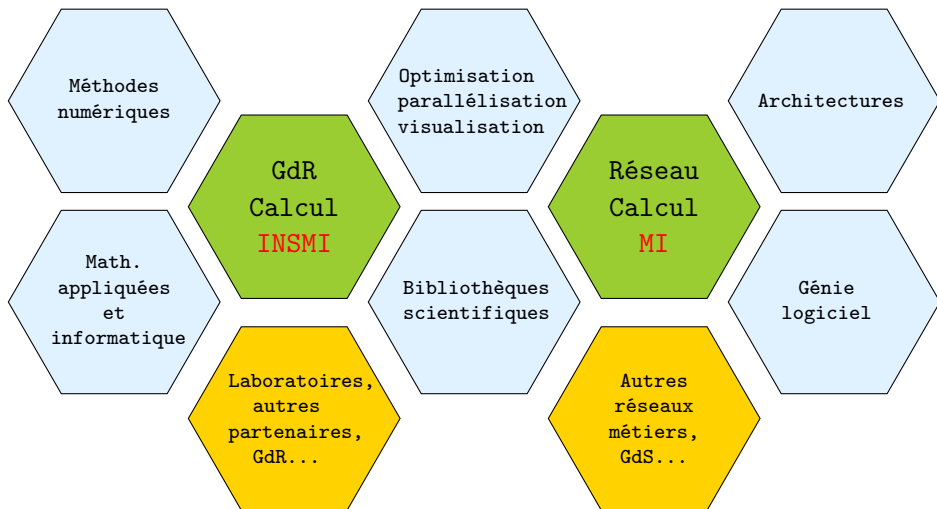 Méthodes
numériques
Optimisation
parallélisation
visualisation
Architectures
GdR
Calcul
INSMI
Réseau
Calcul
MI
Math.
appliquées
et
informatique
Bibliothèques
scientifiques
Génie
logiciel
Laboratoires,
autres
partenaires,
GdR...
Autres
réseaux
métiers,
GdS...